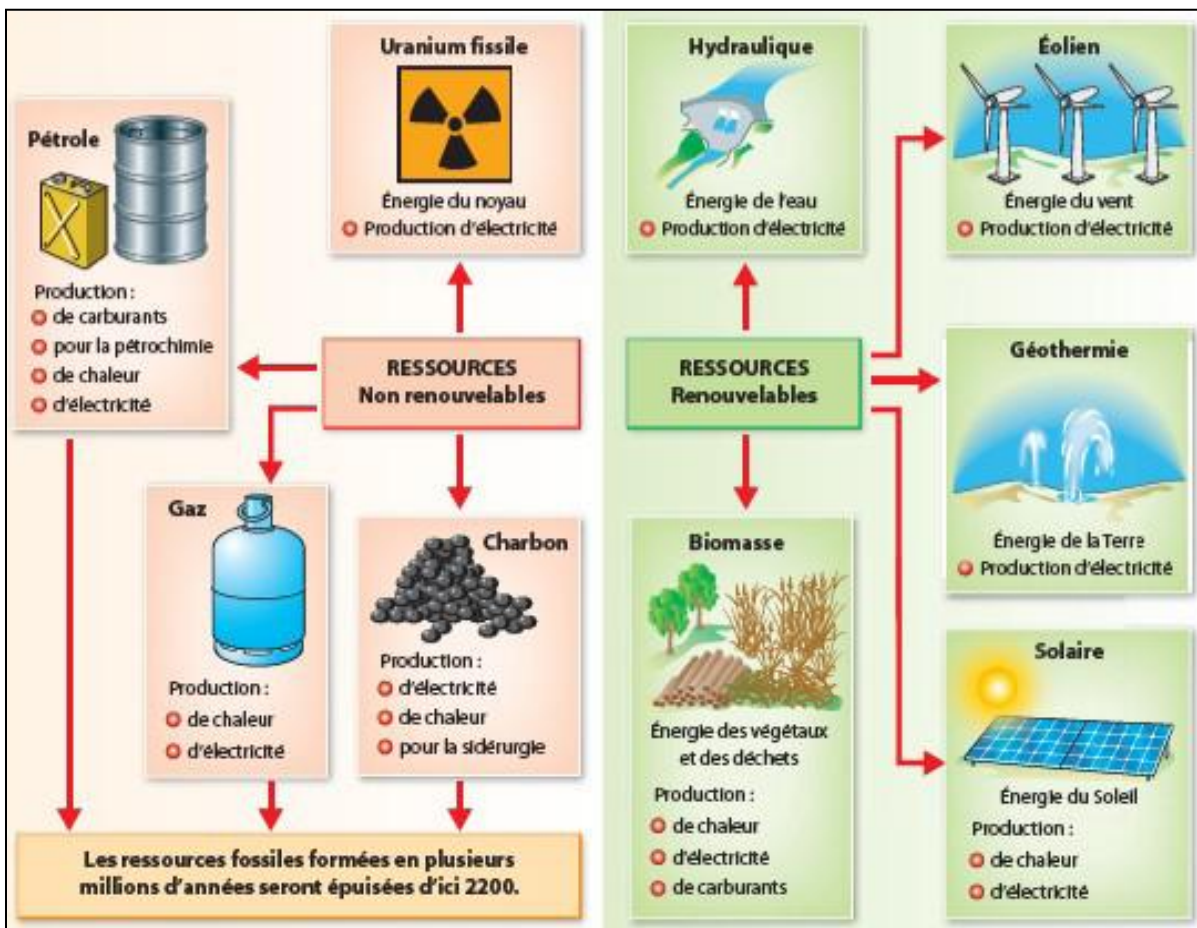 Pétrole
Production :
de carburants
pour la pétrochimie
de chaleur
d'électricité
Uranium fissile
Énergie du noyau
Production d'électricité
RESSOURCES
Non renouvelables
Gaz
Production :
de chaleur
d'électricité
Charbon
Production :
d'électricité
de chaleur
pour la sidérurgie
Les ressources fossiles formées en plusieurs
millions d'années seront épuisées d'ici 2200.
Hydraulique
Énergie de l'eau
Production d'électricité
RESSOURCES
Renouvelables
Biomasse
Énergie des végétaux
et des déchets
Production :
de chaleur
d'électricité
de carburants
Éolien
Énergie du vent
Production d'électricité
Géothermie
Énergie de la Terre
Production d'électricité
Solaire
Énergie du Soleil
Production :
de chaleur
d'électricité